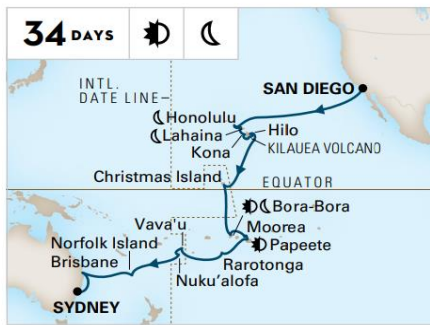 34 DAYS
INTL.
DATE LINE
SAN DIEGO
Honolulu
Lahaina
Hilo
Kona
KILAUEA VOLCANO
Christmas Island
EQUATOR
Bora-Bora
Moorea
Papeete
Vava'u
Norfolk Island
Brisbane
Rarotonga
Nuku'alofa
SYDNEY